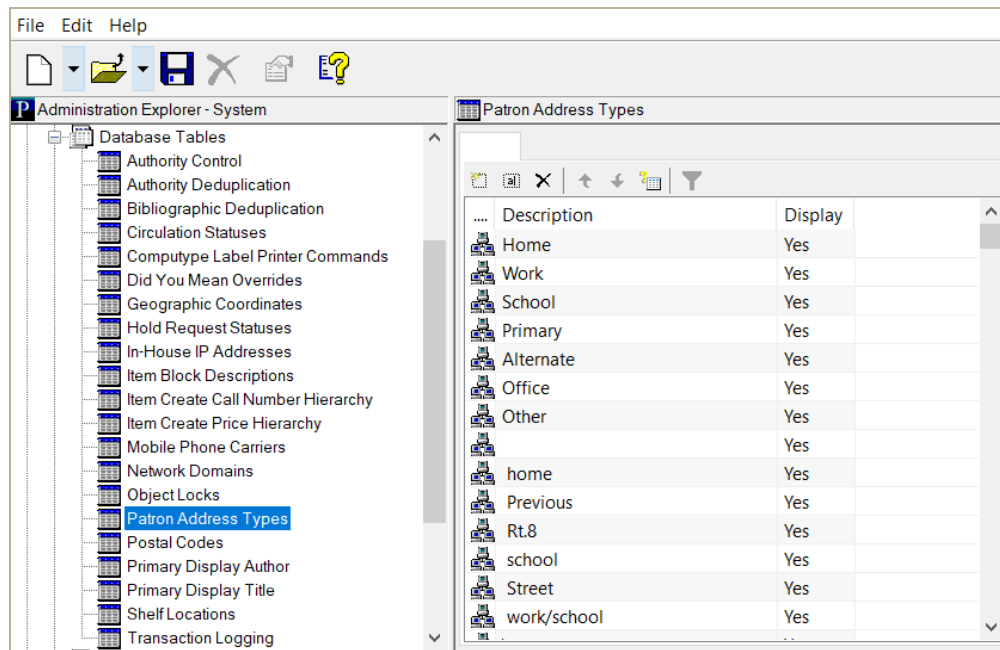 File Edit Help
Administration Explorer - System
Database Tables
Authority Control
Authority Deduplication
Bibliographic Deduplication
Circulation Statuses
Computype Label Printer Commands
Did You Mean Overrides
Geographic Coordinates
Hold Request Statuses
In-House IP Addresses
Item Block Descriptions
Item Create Call Number Hierarchy
Item Create Price Hierarchy
Mobile Phone Carriers
Network Domains
Object Locks
Patron Address Types
Postal Codes
Primary Display Author
Primary Display Title
Shelf Locations
Transaction Logging
Patron Address Types
.... Description Display
Home Yes
Work Yes
School Yes
Primary Yes
Alternate Yes
Office Yes
Other Yes
Yes
home Yes
Previous Yes
Rt.8 Yes
school Yes
Street Yes
work/school Yes